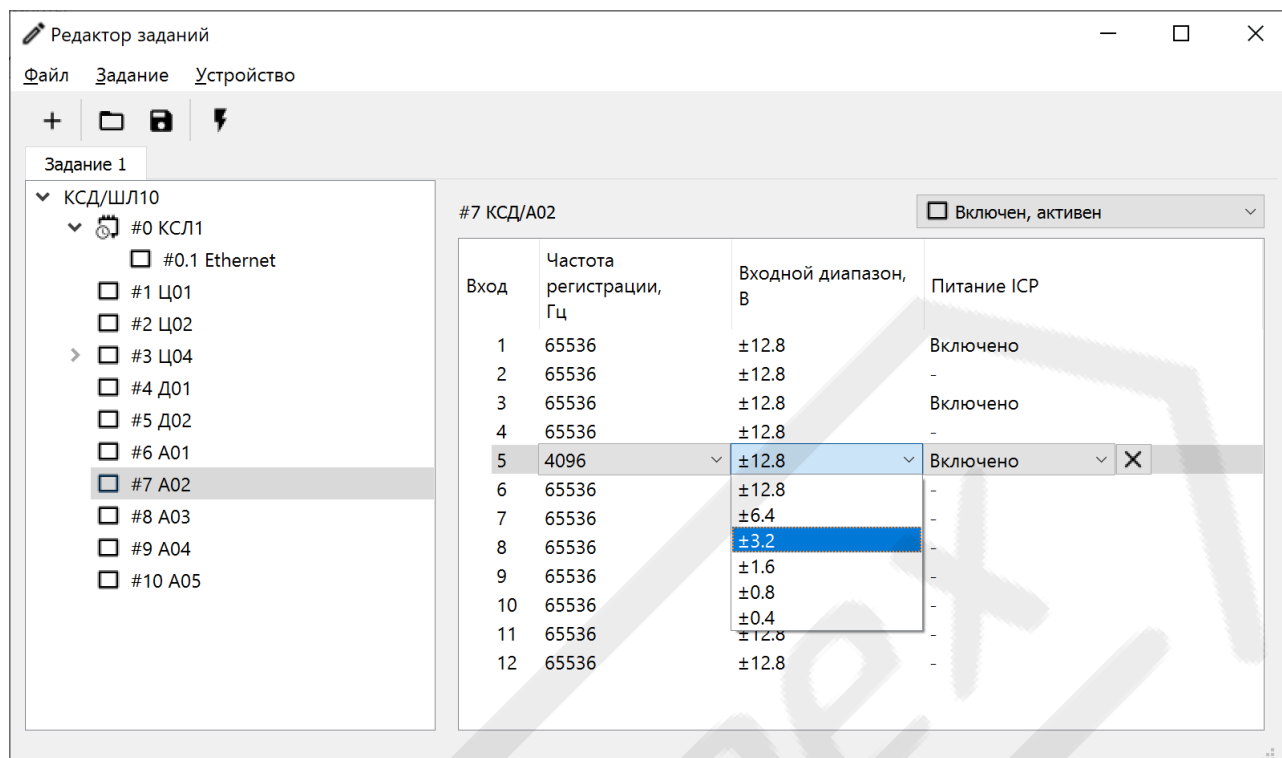 Редактор заданий
Файл Задание Устройство
Задание 1
КСД/ШЛ10
#0 КСЛ1
#0.1 Ethernet
#1 Ц01
#2 Ц02
#3 Ц04
#4 Д01
#5 Д02
#6 А01
#7 А02
#8 А03
#9 А04
#10 А05
#7 КСД/А02
Включен, активен
Вход Частота регистрации, Гц Входной диапазон, В Питание ICP
1 65536 ±12.8 Включено
2 65536 ±12.8 -
3 65536 ±12.8 Включено
4 65536 ±12.8 -
5 4096 ±12.8 Включено
6 65536 -
7 65536 -
8 65536 -
9 65536 -
10 65536 -
11 65536 ±12.8 -
12 65536 ±12.8 -
±12.8
±6.4
±3.2
±1.6
±0.8
±0.4